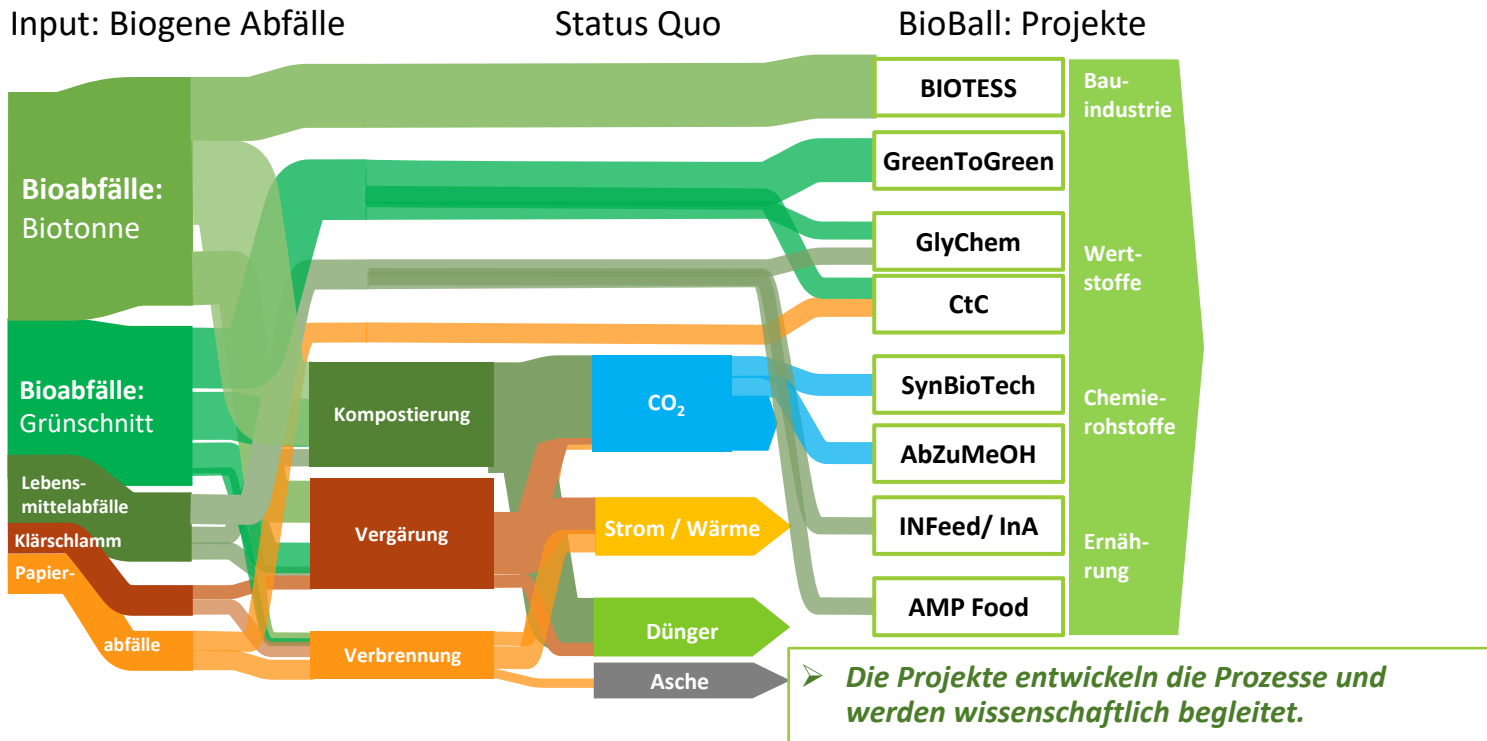 Input: Biogene Abfälle
Status Quo
BioBall: Projekte
Bioabfälle:
Biotonne
Bioabfälle:
Grünschnitt
Lebens-
mittelabfälle
Klärschlamm
Papier-
abfälle
Kompostierung
Vergärung
Verbrennung
CO₂
Strom / Wärme
Dünger
Asche
BIOTESS
GreenToGreen
GlyChem
CtC
SynBioTech
AbZuMeOH
INFeed/ InA
AMP Food
Bau-
industrie
Wert-
stoffe
Chemie-
rohstoffe
Ernäh-
rung
➢ Die Projekte entwickeln die Prozesse und
werden wissenschaftlich begleitet.